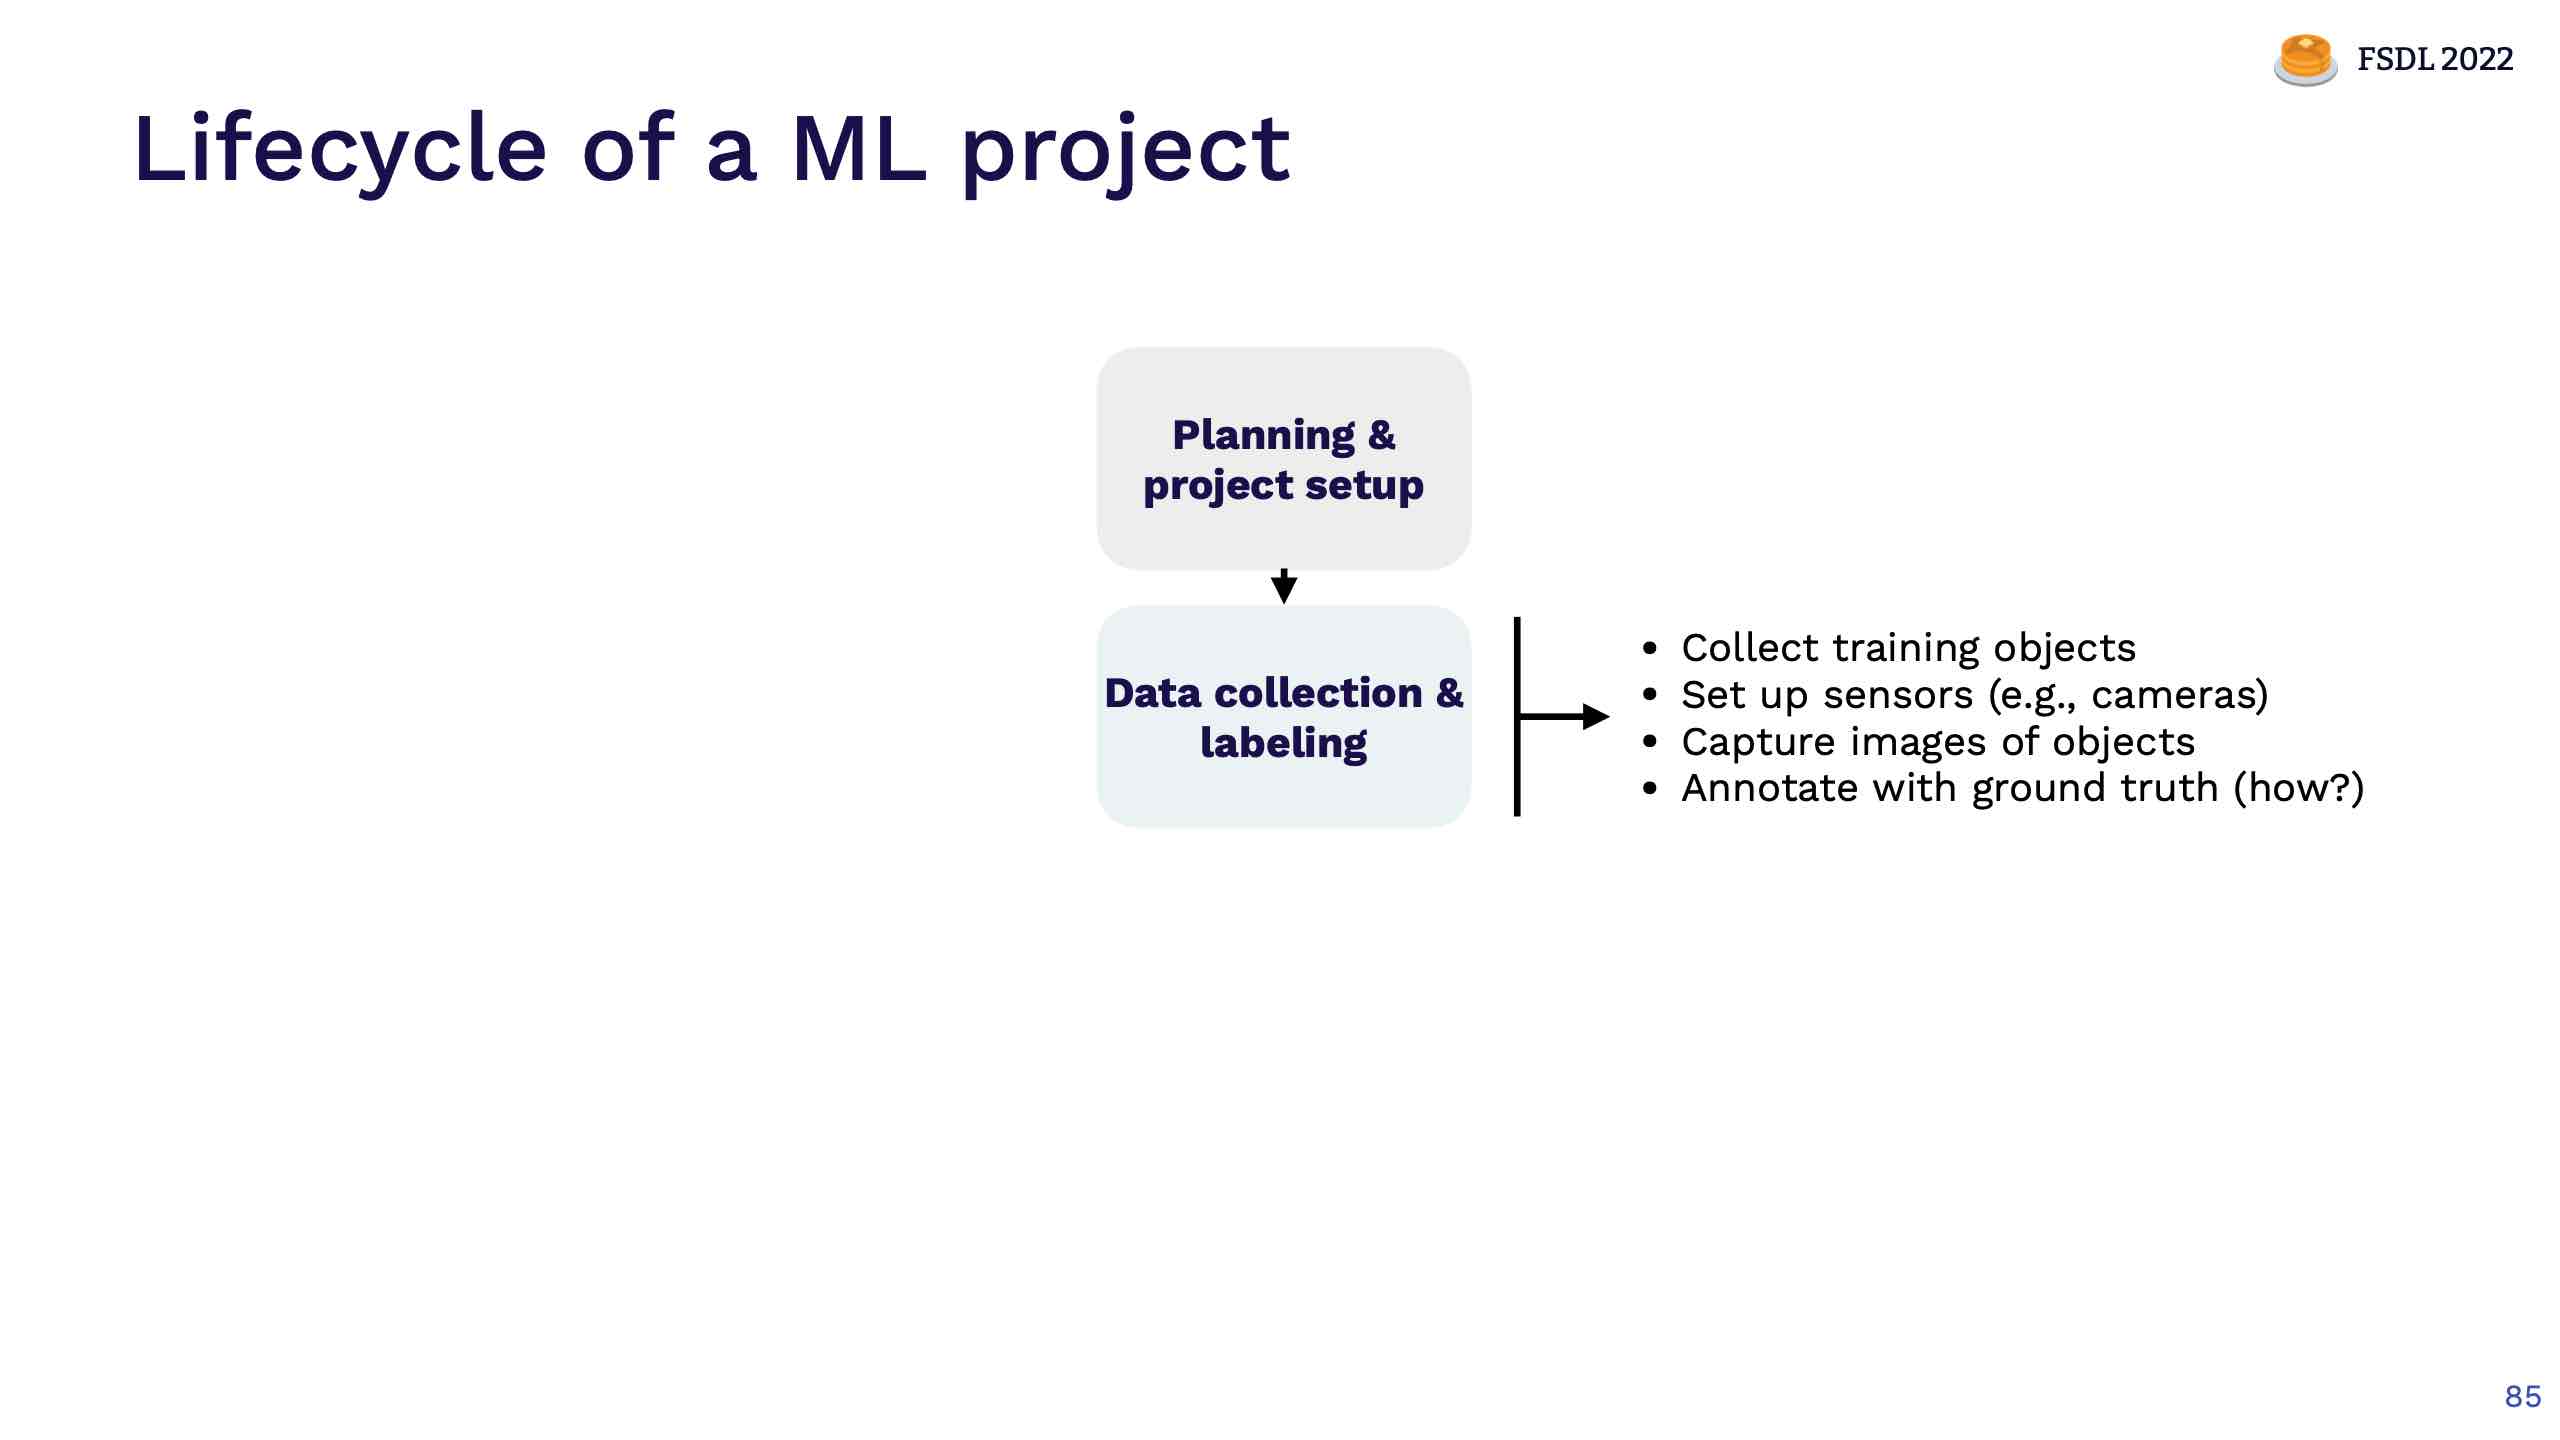 FSDL 2022
Lifecycle of a ML project
Planning &
project setup
Data collection &
labeling
• Collect training objects
• Set up sensors (e.g., cameras)
• Capture images of objects
• Annotate with ground truth (how?)
85